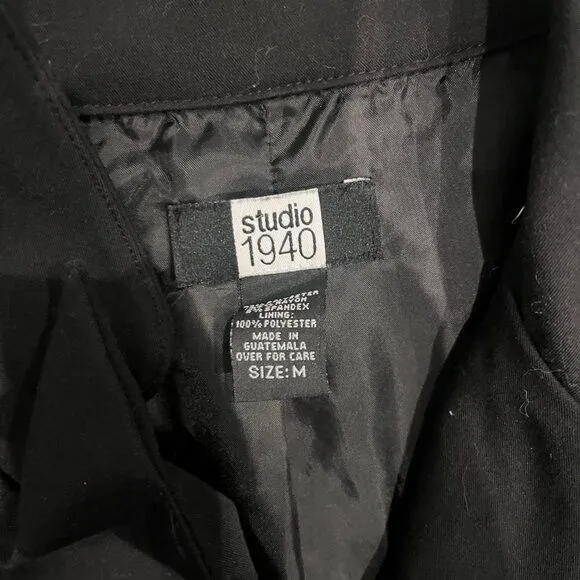 studio
1940
SPANDEX
LINING:
100% POLYESTER
MADE IN
GUATEMALA
OVER FOR CARE
SIZE: M